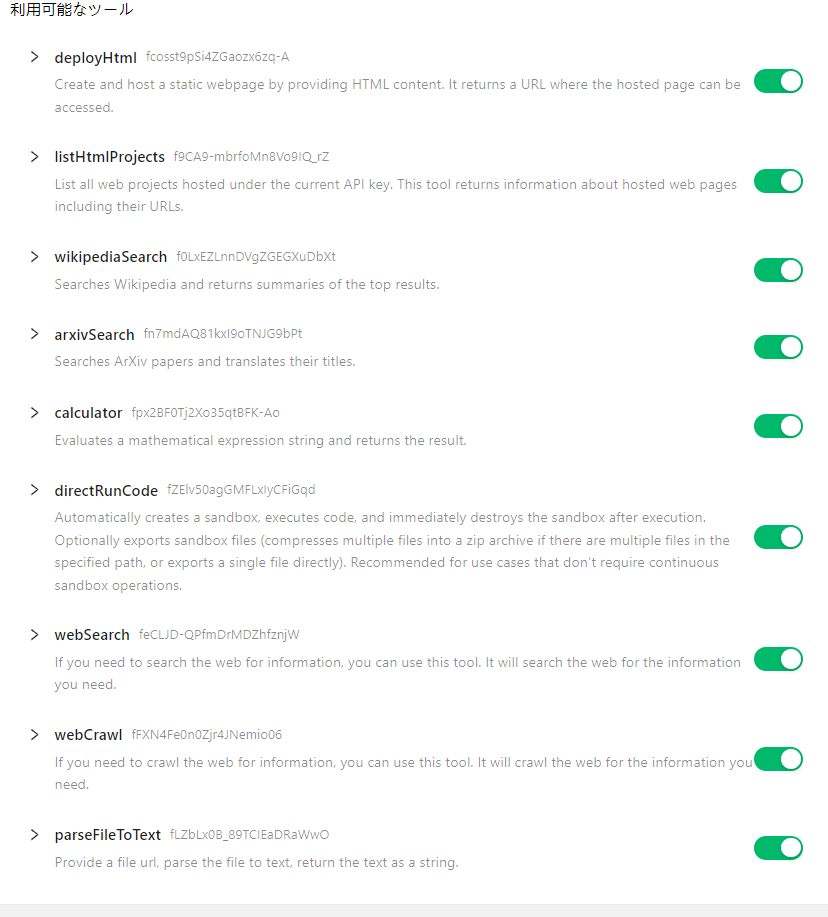 利用可能なツール
deployHtml fcosst9pSi4ZGaozx6zq-A
Create and host a static webpage by providing HTML content. It returns a URL where the hosted page can be
accessed.
listHtmlProjects f9CA9-mbrfoMn8Vo9IQ_rZ
List all web projects hosted under the current API key. This tool returns information about hosted web pages
including their URLs.
wikipediaSearch f0LxEZLnnDVgZGEGXuDbXt
Searches Wikipedia and returns summaries of the top results.
arxivSearch fn7mdAQ81kxI9oTNJG9bPt
Searches ArXiv papers and translates their titles.
calculator fpx2BF0Tj2Xo35qtBFK-Ao
Evaluates a mathematical expression string and returns the result.
directRunCode fZElv50agGMFLxIyCFiGqd
Automatically creates a sandbox, executes code, and immediately destroys the sandbox after execution.
Optionally exports sandbox files (compresses multiple files into a zip archive if there are multiple files in the
specified path, or exports a single file directly). Recommended for use cases that don't require continuous
sandbox operations.
webSearch feCLJD-QPfmDrMDZhfznjW
If you need to search the web for information, you can use this tool. It will search the web for the information
you need.
webCrawl fFXN4Fe0n0Zjr4JNemio06
If you need to crawl the web for information, you can use this tool. It will crawl the web for the information you
need.
parseFileToText fLZbLx0B_89TCIEaDRaWwO
Provide a file url, parse the file to text, return the text as a string.